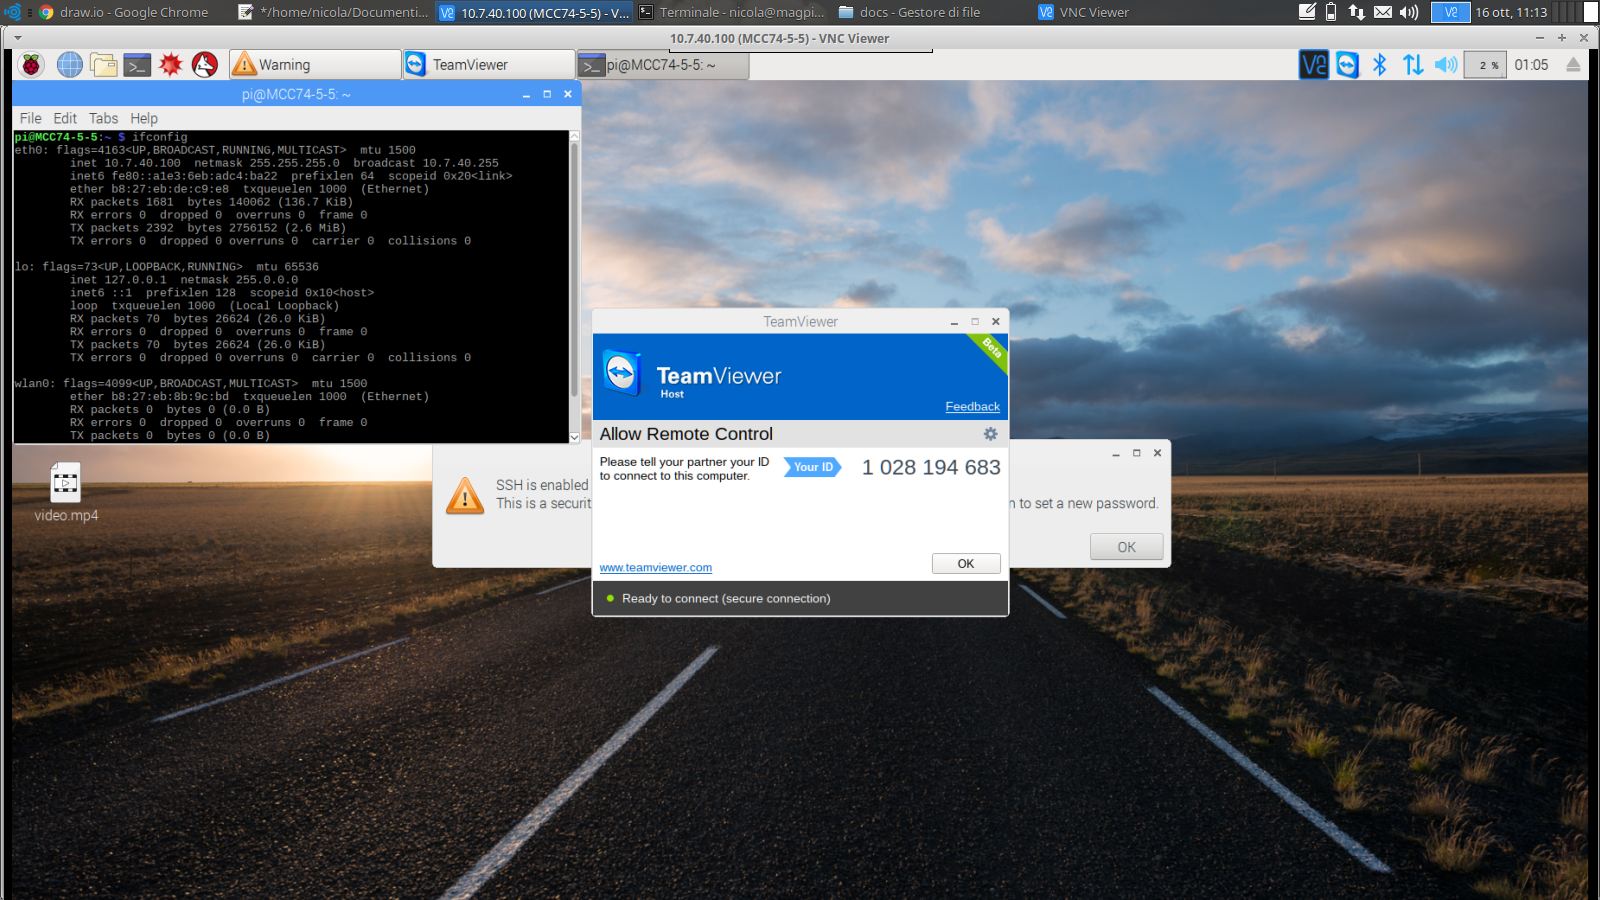 draw.io - Google Chrome
*/home/nicola/Documenti...
10.7.40.100 (MCC74-5-5) - V...
Terminale - nicola@magpi...
docs - Gestore di file
VNC Viewer
16 ott, 11:13
10.7.40.100 (MCC74-5-5) - VNC Viewer
Warning
TeamViewer
pi@MCC74-5-5: ~
2 %
01:05
pi@MCC74-5-5: ~
File Edit Tabs Help
pi@MCC74-5-5:~ $ ifconfig
eth0: flags=4163<UP,BROADCAST,RUNNING,MULTICAST>  mtu 1500
inet 10.7.40.100  netmask 255.255.255.0  broadcast 10.7.40.255
inet6 fe80::a1e3:6eb:adc4:ba22  prefixlen 64  scopeid 0x20<link>
ether b8:27:eb:de:c9:e8  txqueuelen 1000  (Ethernet)
RX packets 1681  bytes 140062 (136.7 KiB)
RX errors 0  dropped 0  overruns 0  frame 0
TX packets 2392  bytes 2756152 (2.6 MiB)
TX errors 0  dropped 0 overruns 0  carrier 0  collisions 0
lo: flags=73<UP,LOOPBACK,RUNNING>  mtu 65536
inet 127.0.0.1  netmask 255.0.0.0
inet6 ::1  prefixlen 128  scopeid 0x10<host>
loop  txqueuelen 1000  (Local Loopback)
RX packets 70  bytes 26624 (26.0 KiB)
RX errors 0  dropped 0  overruns 0  frame 0
TX packets 70  bytes 26624 (26.0 KiB)
TX errors 0  dropped 0 overruns 0  carrier 0  collisions 0
wlan0: flags=4099<UP,BROADCAST,MULTICAST>  mtu 1500
ether b8:27:eb:8b:9c:bd  txqueuelen 1000  (Ethernet)
RX packets 0  bytes 0 (0.0 B)
RX errors 0  dropped 0  overruns 0  frame 0
TX packets 0  bytes 0 (0.0 B)
video.mp4
TeamViewer
Beta
TeamViewer
Host
Feedback
Allow Remote Control
Please tell your partner your ID
to connect to this computer.
Your ID
1 028 194 683
www.teamviewer.com
OK
Ready to connect (secure connection)
SSH is enabled
This is a securit
n to set a new password.
OK